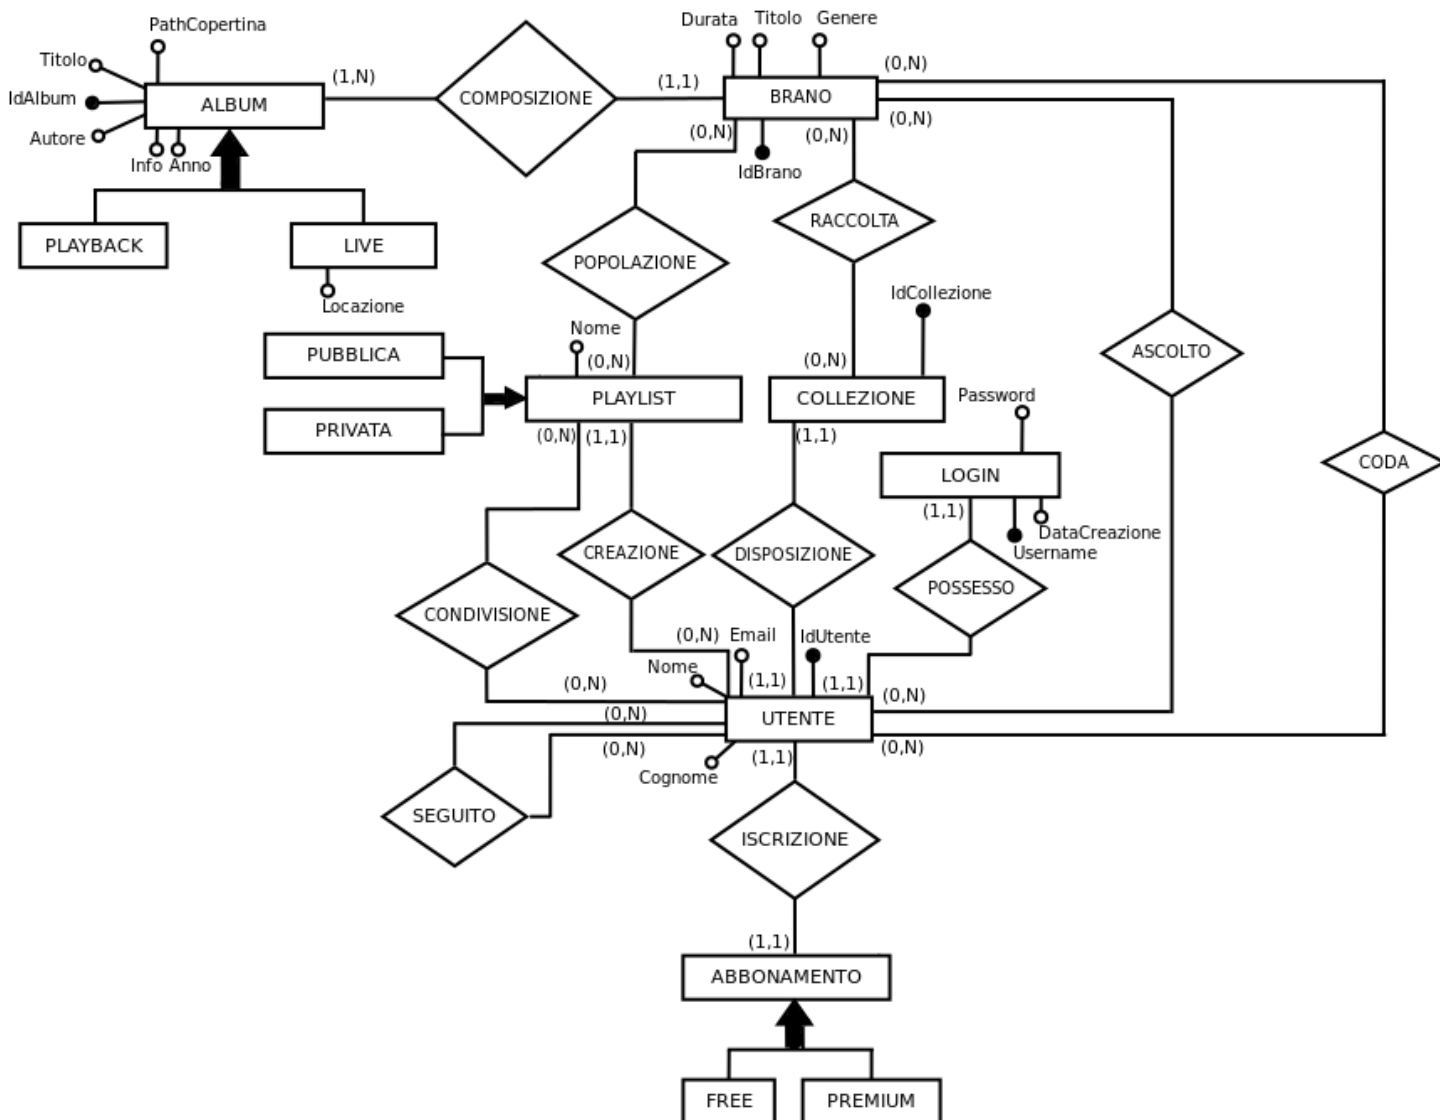 PathCopertina
Durata Titolo Genere
Titolo
(1,N)
(1,1)
(0,N)
IdAlbum
ALBUM
COMPOSIZIONE
BRANO
Autore
(0,N)
(0,N)
(0,N)
Info Anno
IdBrano
PLAYBACK
LIVE
RACCOLTA
POPOLAZIONE
Locazione
IdCollezione
Nome
PUBBLICA
(0,N)
(0,N)
ASCOLTO
PLAYLIST
COLLEZIONE
Password
PRIVATA
(0,N) (1,1)
(1,1)
CODA
LOGIN
(1,1)
DataCreazione
Username
CREAZIONE
DISPOSIZIONE
POSSESSO
CONDIVISIONE
(0,N)
Email
IdUtente
Nome
(1,1)
(1,1)
(0,N)
(0,N)
(0,N)
UTENTE
(0,N)
(1,1)
(0,N)
Cognome
SEGUITO
ISCRIZIONE
(1,1)
ABBONAMENTO
FREE
PREMIUM